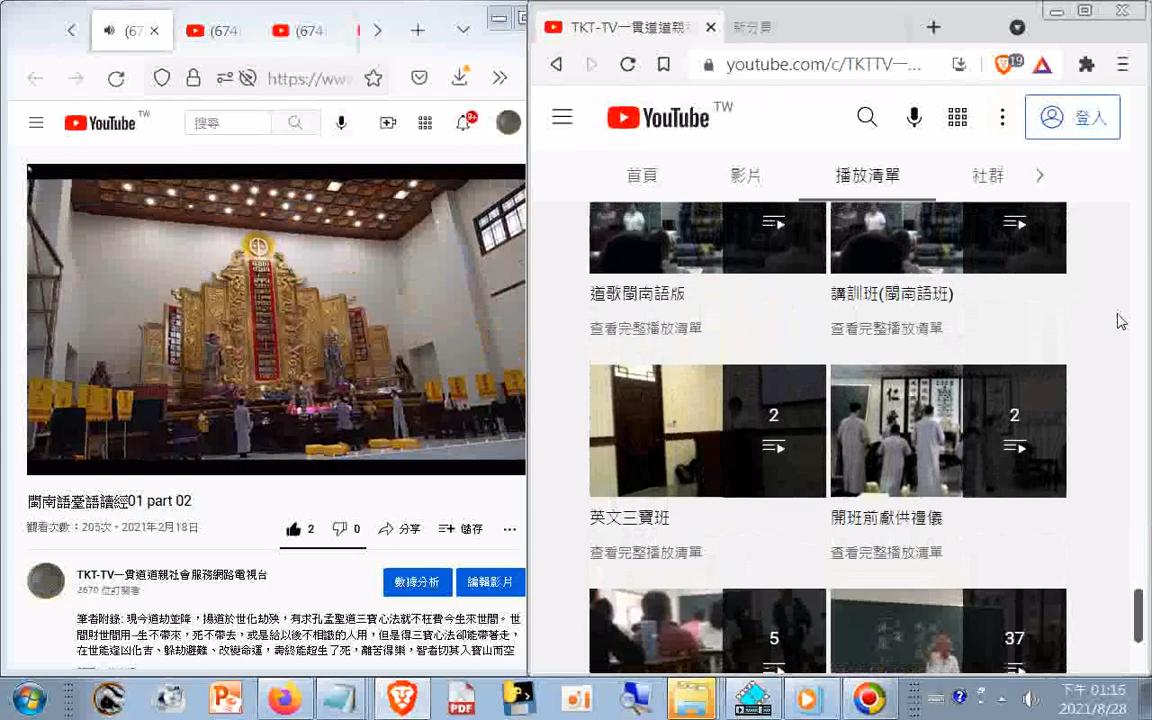 (67
(674
(674
https://www
YouTube TW
搜尋
9+
閩南語臺語讀經01 part 02
觀看次數：205次・2021年2月18日
2
0
分享
儲存
TKT-TV一貫道道親社會服務網路電視台
2670 位訂閱者
數據分析
編輯影片
筆者附錄: 現今道劫並降，揚道於世化劫殃，有求孔孟聖道三寶心法就不枉費今生來世間。世
間財世間用一生不帶來，死不帶去，或是給以後不相識的人用，但是得三寶心法卻能帶著走，
在世能逢凶化吉、躲劫避難、改變命運，壽終能超生了死，離苦得樂，智者切其入寶山而空
TKT-TV一貫道道親
新分頁
youtube.com/c/TKTTV一...
19
YouTube TW
登入
首頁
影片
播放清單
社群
道歌閩南語版
講訓班(閩南語班)
查看完整播放清單
查看完整播放清單
2
2
英文三寶班
開班前獻供禮儀
查看完整播放清單
查看完整播放清單
5
37
PDF
下午 01:15
2021/8/28